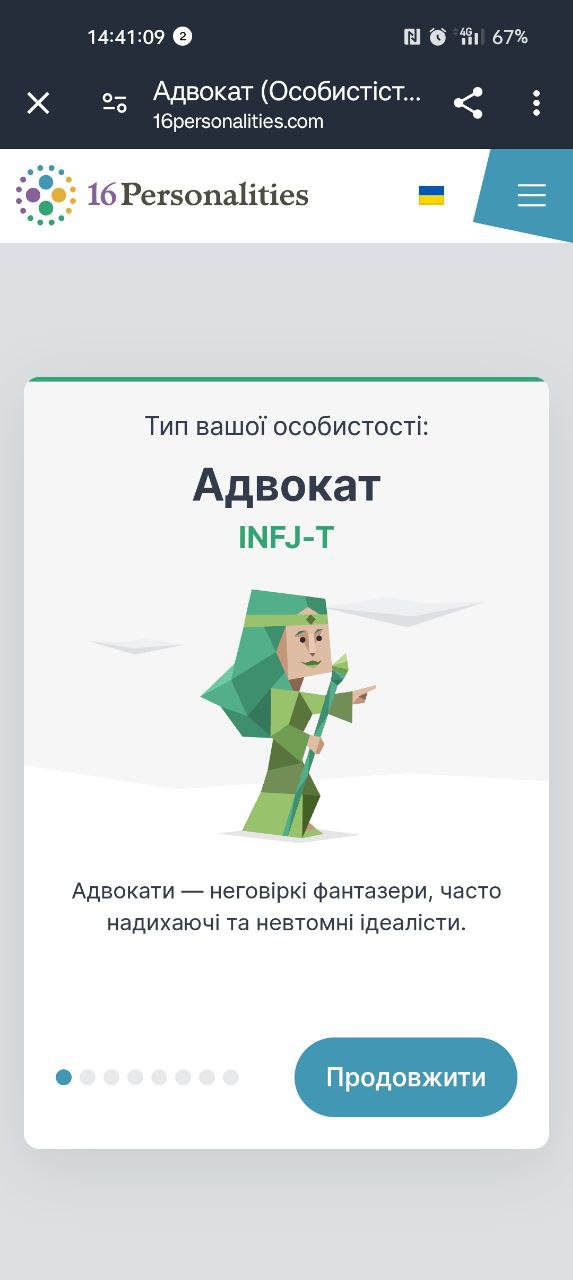 14:41:09 2 4G 67%
Адвокат (Особистіст...
16personalities.com
16Personalities
Тип вашої особистості:
Адвокат
INFJ-T
Адвокати — неговіркі фантазери, часто
надихаючі та невтомні ідеалісти.
Продовжити